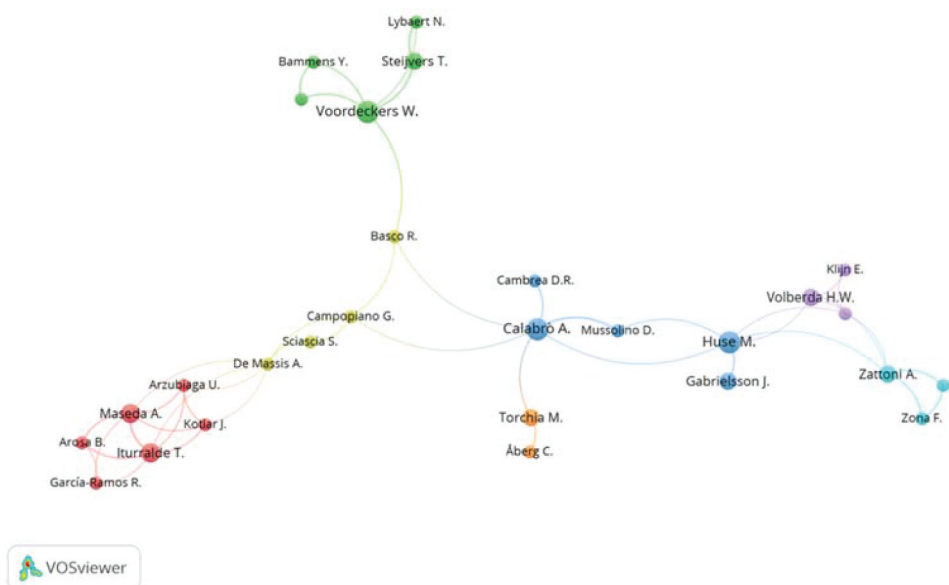 Lybaert N.
Bammens Y.
Steijvers T.
Voordeckers W.
Basco R.
Klijn E.
Cambrea D.R.
Volberda H.W.
Campopiano G.
Calabrò A.
Mussolino D.
Sciascia S.
Huse M.
De Massis A.
Zattoni A.
Arzubiaga U.
Gabrielsson J.
Maseda A.
Torchia M.
Zona F.
Kotlar J.
Arosa B.
Iturralde T.
Åberg C.
García-Ramos R.
VOSviewer